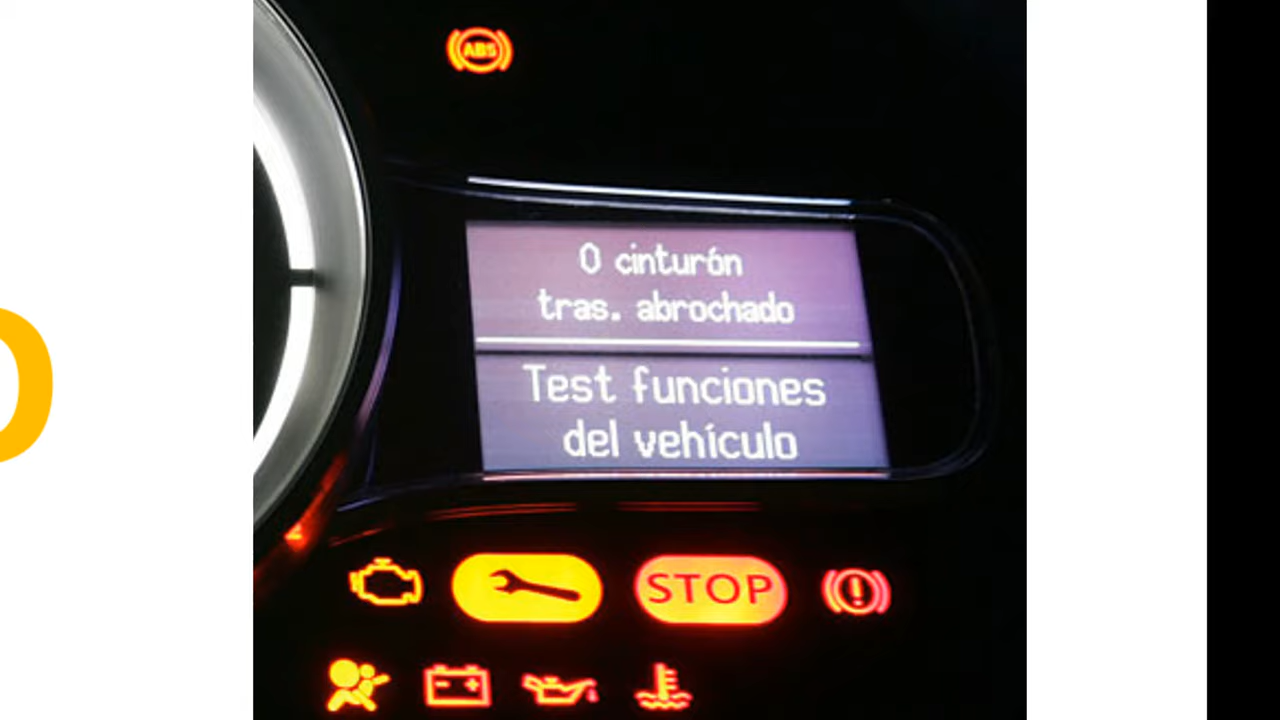 ABS
0 cinturón
tras. abrochado
Test funciones
del vehículo
STOP